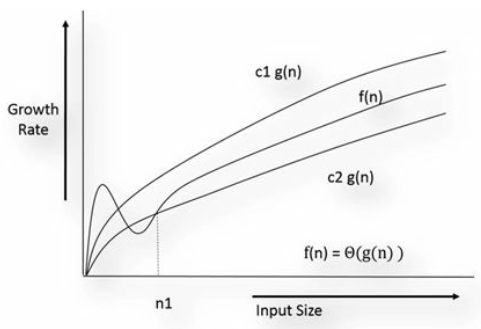 c1 g(n)
f(n)
Growth
Rate
c2 g(n)
f(n) = Θ(g(n) )
n1
Input Size